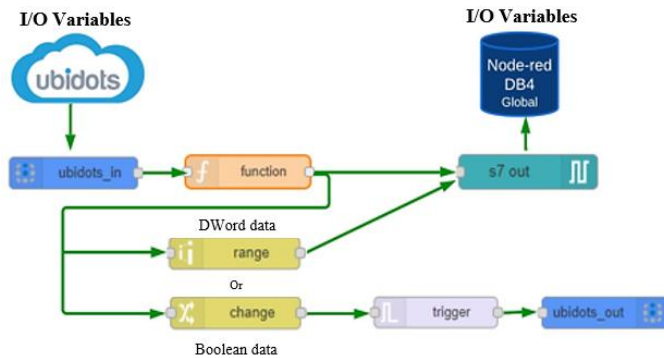 I/O Variables
I/O Variables
ubidots
Node-red
DB4
Global
ubidots_in
function
s7 out
DWord data
range
Or
change
trigger
ubidots_out
Boolean data